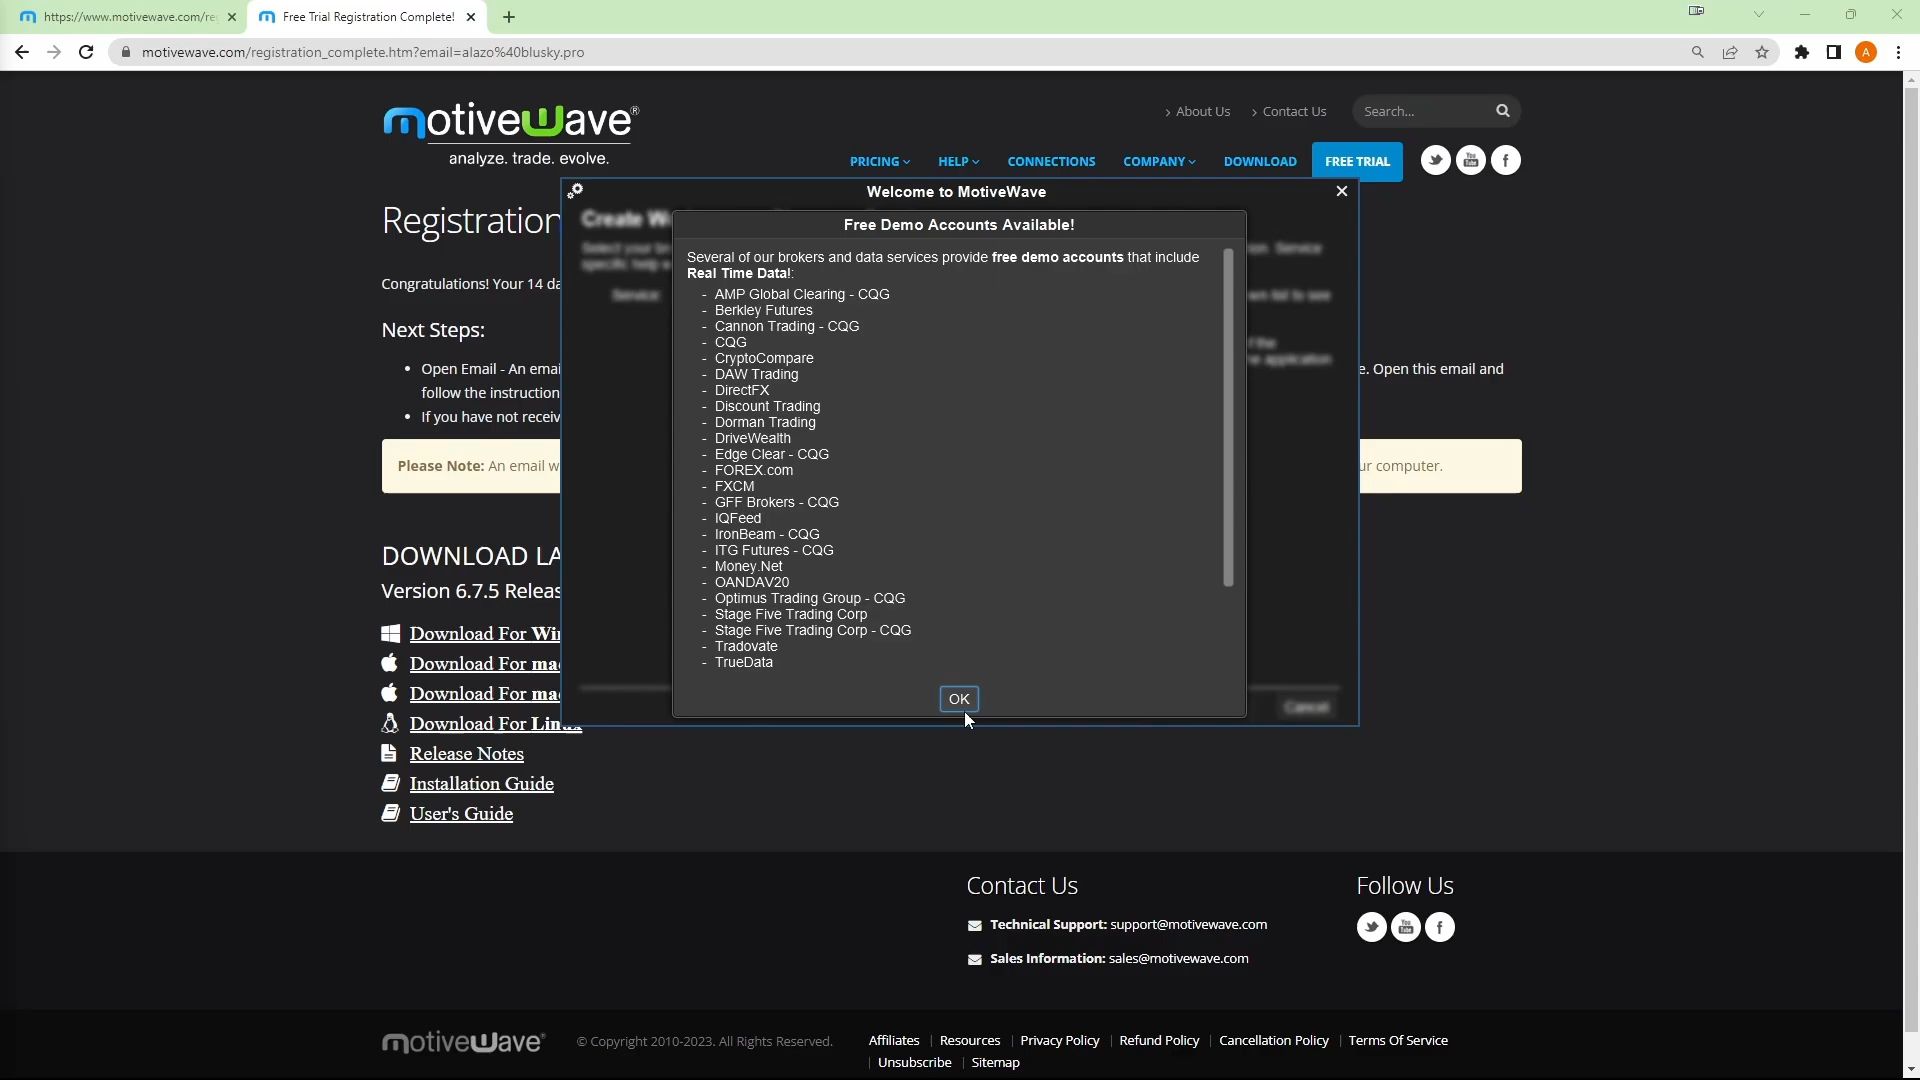 https://www.motivewave.com/re
Free Trial Registration Complete!
motivewave.com/registration_complete.htm?email=alazo%40blusky.pro
A
motivewave®
analyze. trade. evolve.
About Us
Contact Us
Search...
PRICING
HELP
CONNECTIONS
COMPANY
DOWNLOAD
FREE TRIAL
Welcome to MotiveWave
Registration
Create
Free Demo Accounts Available!
Several of our brokers and data services provide free demo accounts that include
Real Time Data!:
- AMP Global Clearing - CQG
- Berkley Futures
- Cannon Trading - CQG
- CQG
- CryptoCompare
- DAW Trading
- DirectFX
- Discount Trading
- Dorman Trading
- DriveWealth
- Edge Clear - CQG
- FOREX.com
- FXCM
- GFF Brokers - CQG
- IQFeed
- IronBeam - CQG
- ITG Futures - CQG
- Money.Net
- OANDAV20
- Optimus Trading Group - CQG
- Stage Five Trading Corp
- Stage Five Trading Corp - CQG
- Tradovate
- TrueData
OK
Cancel
Congratulations! Your 14 da
Next Steps:
Open Email - An emai
e. Open this email and
follow the instruction
If you have not receiv
Please Note: An email w
ur computer.
DOWNLOAD LA
Version 6.7.5 Releas
Download For Wi
Download For ma
Download For ma
Download For Linux
Release Notes
Installation Guide
User's Guide
Contact Us
Technical Support: support@motivewave.com
Sales Information: sales@motivewave.com
Follow Us
motivewave®
© Copyright 2010-2023. All Rights Reserved.
Affiliates | Resources | Privacy Policy | Refund Policy | Cancellation Policy | Terms Of Service
| Unsubscribe | Sitemap